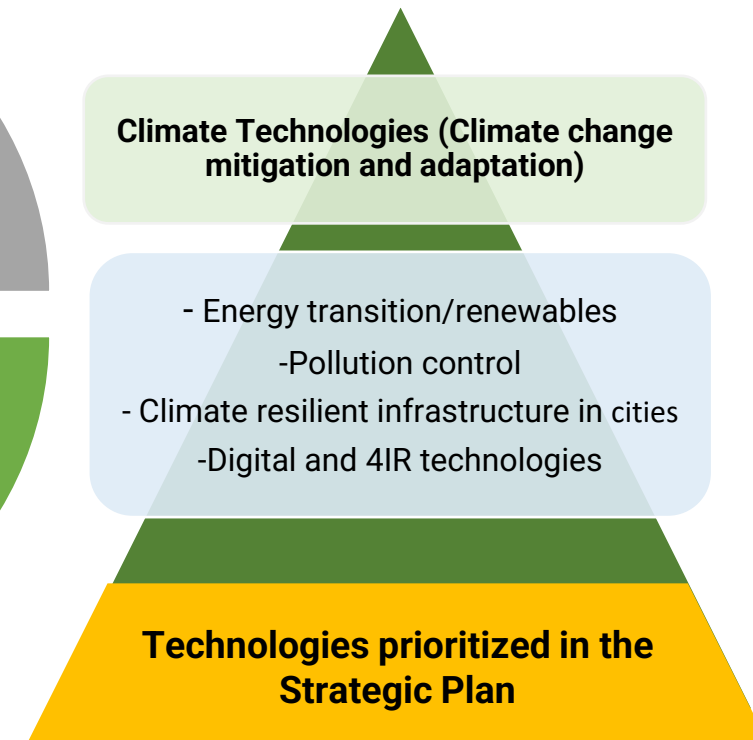 Climate Technologies (Climate change
mitigation and adaptation)
- Energy transition/renewables
-Pollution control
- Climate resilient infrastructure in cities
-Digital and 4IR technologies
Technologies prioritized in the
Strategic Plan